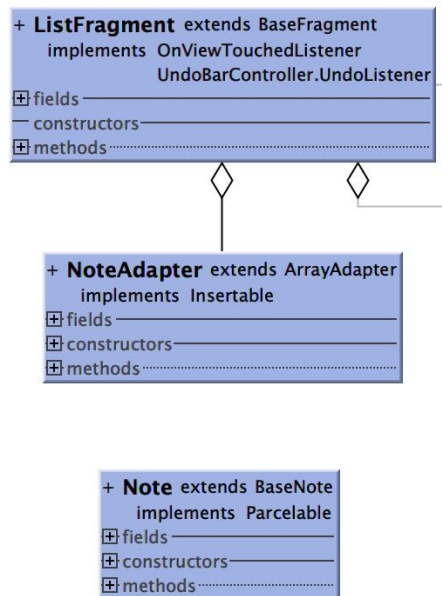 + ListFragment extends BaseFragment
implements OnViewTouchedListener
UndoBarController.UndoListener
+ fields
constructors
+ methods
+ NoteAdapter extends ArrayAdapter
implements Insertable
+ fields
+ constructors
+ methods
+ Note extends BaseNote
implements Parcelable
+ fields
+ constructors
+ methods